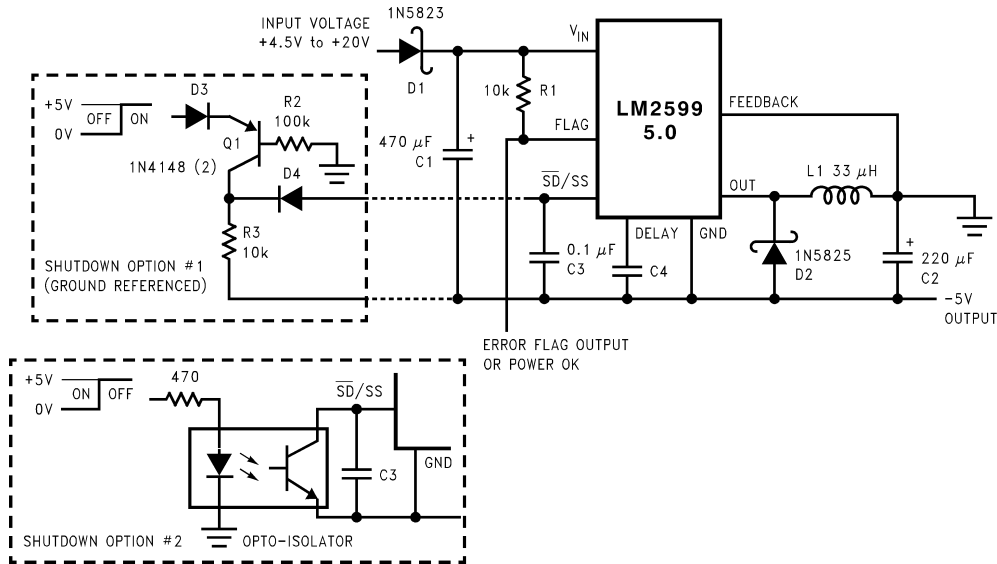 1N5823
INPUT VOLTAGE
+4.5V to +20V
D1
VIN
LM2599
5.0
FEEDBACK
10k
R1
FLAG
470 μF
+
C1
SD/SS
OUT
L1 33 μH
DELAY
GND
0.1 μF
C3
C4
1N5825
D2
+
220 μF
C2
-5V
OUTPUT
ERROR FLAG OUTPUT
OR POWER OK
+5V
OFF
ON
0V
D3
R2
100k
Q1
1N4148 (2)
D4
R3
10k
SHUTDOWN OPTION #1
(GROUND REFERENCED)
+5V
ON
OFF
0V
470
SD/SS
GND
C3
SHUTDOWN OPTION #2
OPTO-ISOLATOR